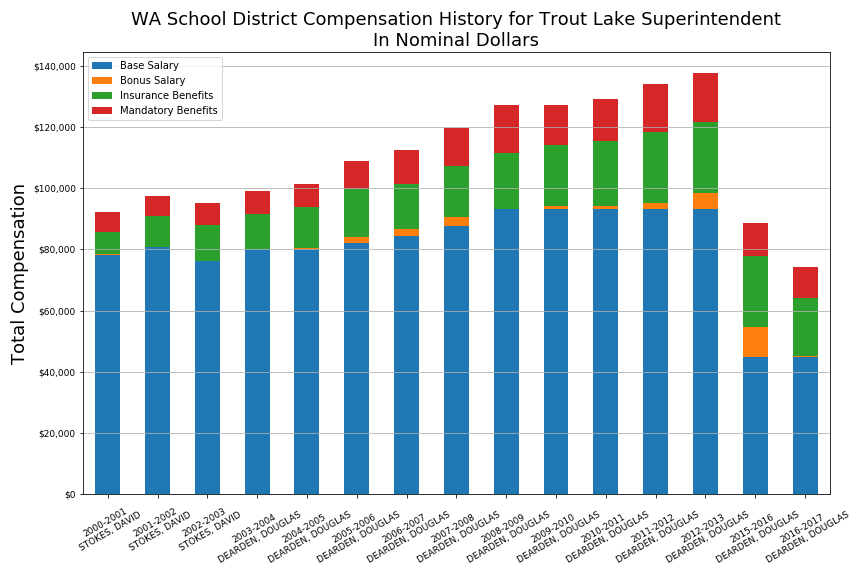 WA School District Compensation History for Trout Lake Superintendent
In Nominal Dollars
Base Salary
Bonus Salary
Insurance Benefits
Mandatory Benefits
Total Compensation
$140,000
$120,000
$100,000
$80,000
$60,000
$40,000
$20,000
$0
2000-2001
STOKES, DAVID
2001-2002
STOKES, DAVID
2002-2003
STOKES, DAVID
2003-2004
DEARDEN, DOUGLAS
2004-2005
DEARDEN, DOUGLAS
2005-2006
DEARDEN, DOUGLAS
2006-2007
DEARDEN, DOUGLAS
2007-2008
DEARDEN, DOUGLAS
2008-2009
DEARDEN, DOUGLAS
2009-2010
DEARDEN, DOUGLAS
2010-2011
DEARDEN, DOUGLAS
2011-2012
DEARDEN, DOUGLAS
2012-2013
DEARDEN, DOUGLAS
2015-2016
DEARDEN, DOUGLAS
2016-2017
DEARDEN, DOUGLAS